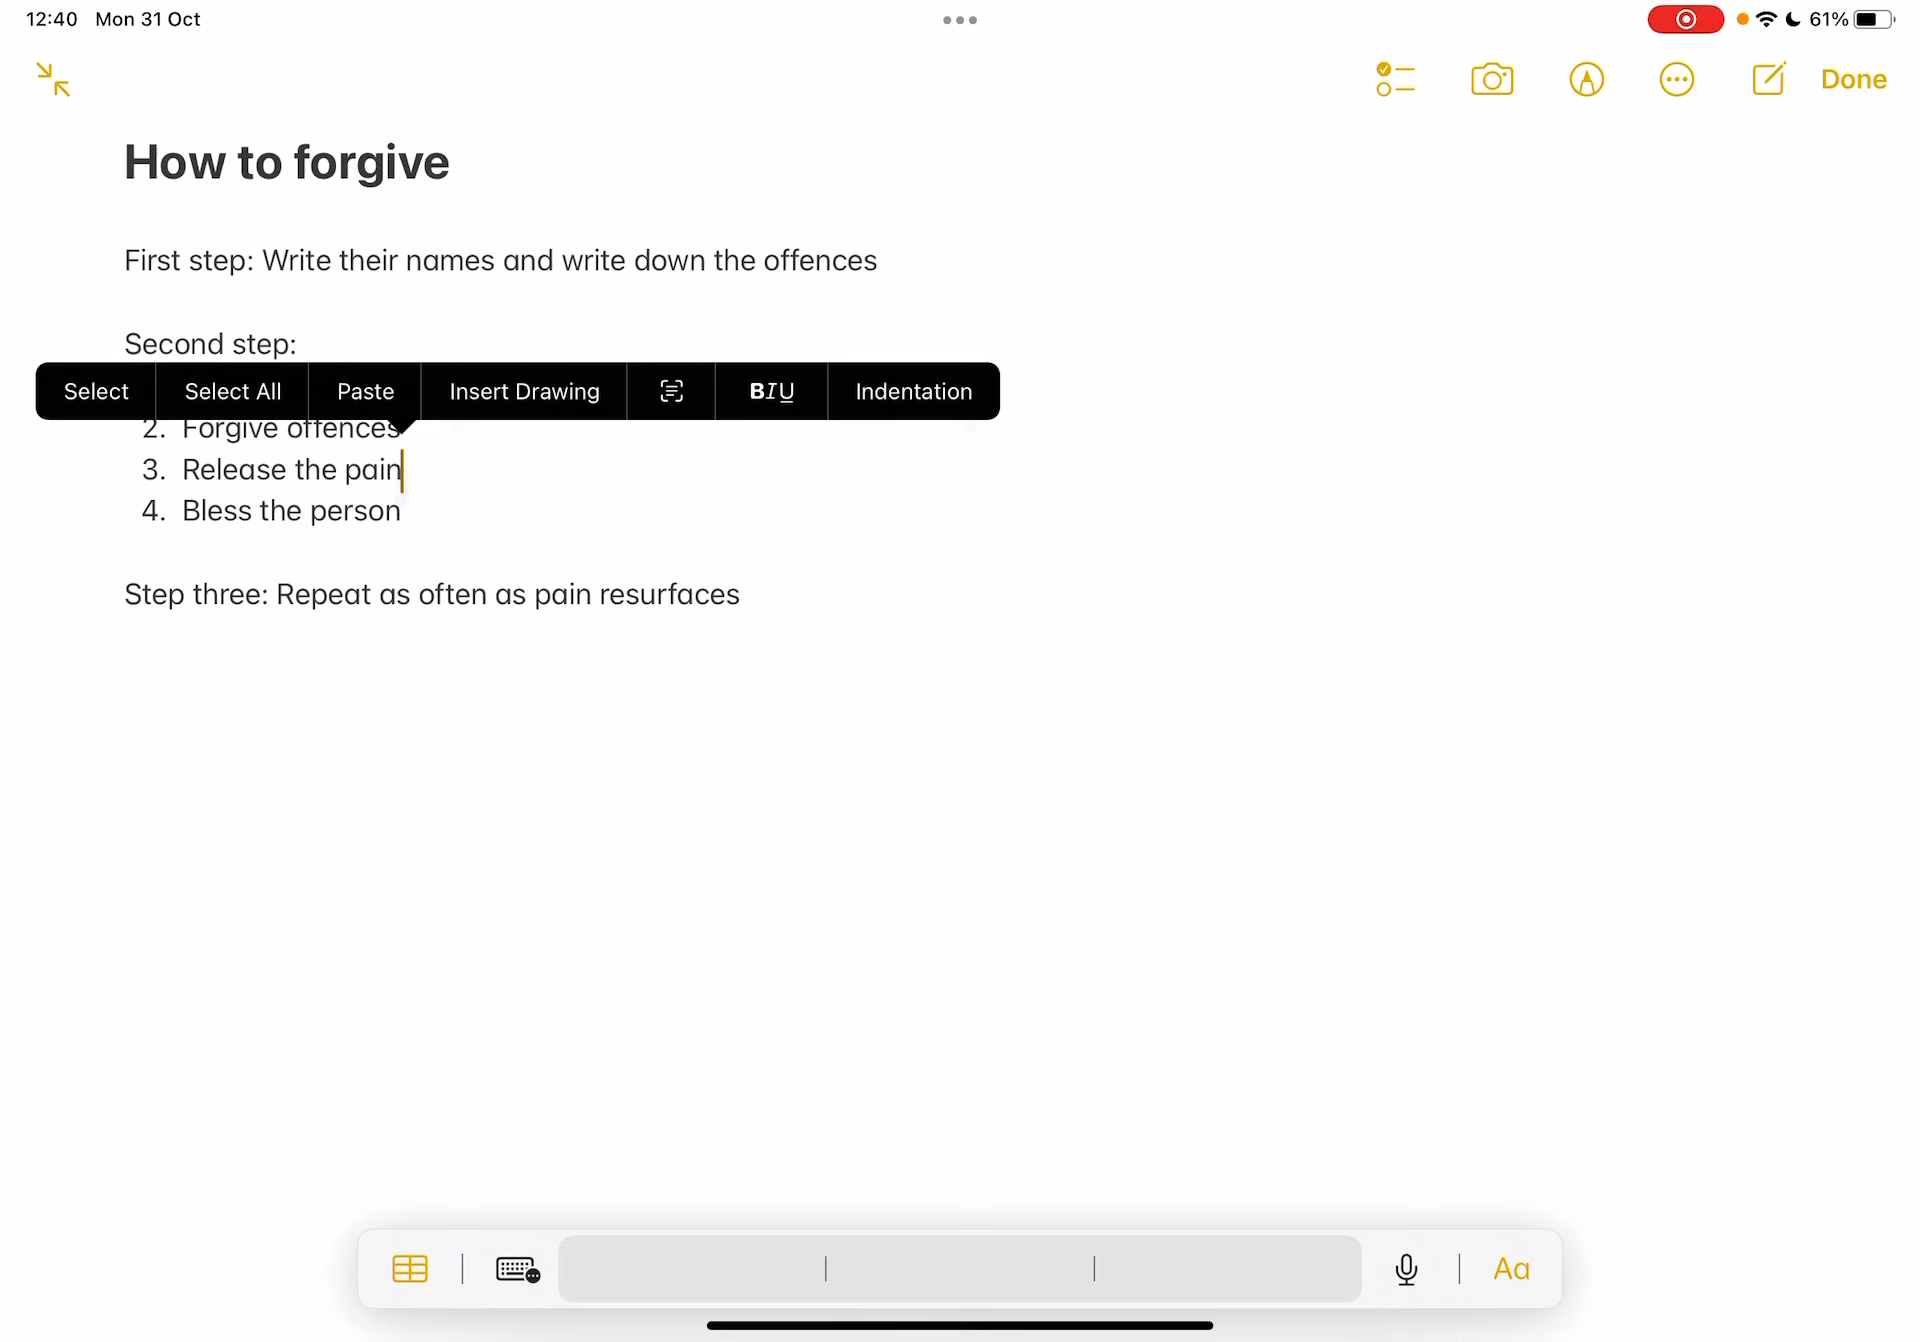 12:40 Mon 31 Oct
61%
Done
How to forgive
First step: Write their names and write down the offences
Second step:
Select Select All Paste Insert Drawing BIU Indentation
2. Forgive offences
3. Release the pain
4. Bless the person
Step three: Repeat as often as pain resurfaces
Aa